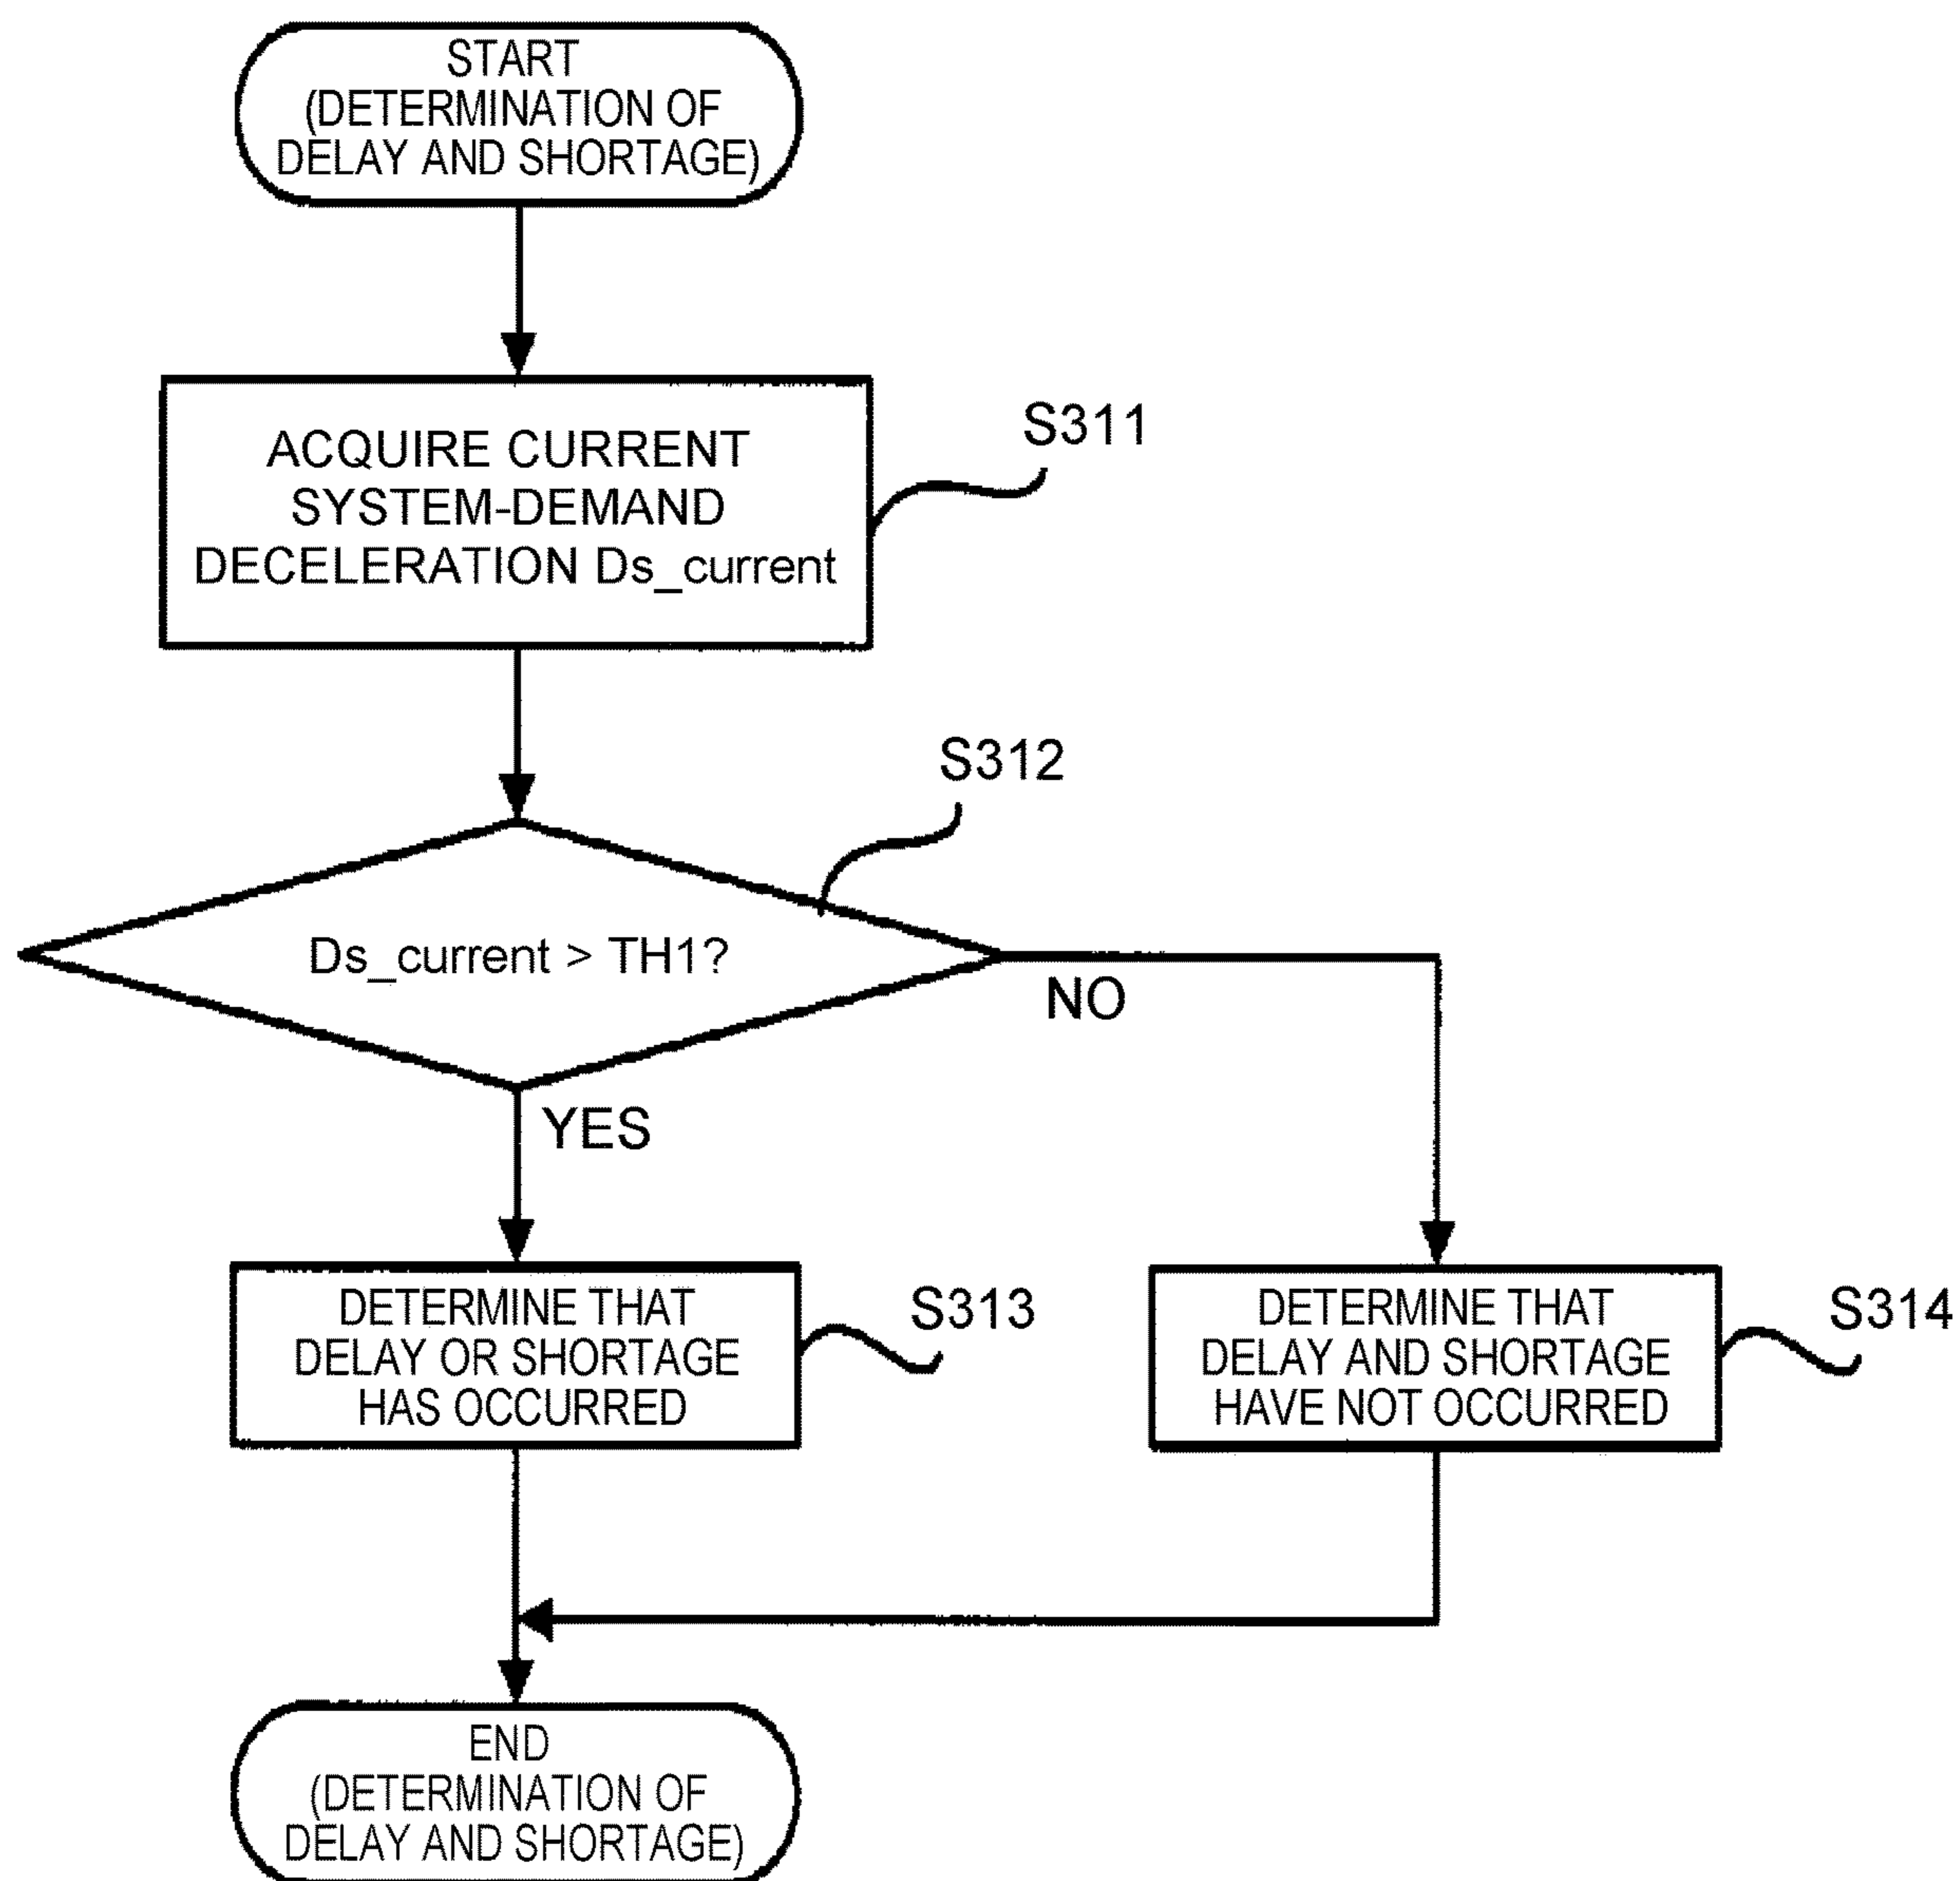 START
(DETERMINATION OF
DELAY AND SHORTAGE)
ACQUIRE CURRENT
SYSTEM-DEMAND
DECELERATION Ds_current
S311
S312
Ds_current > TH1?
NO
YES
DETERMINE THAT
DELAY OR SHORTAGE
HAS OCCURRED
S313
DETERMINE THAT
DELAY AND SHORTAGE
HAVE NOT OCCURRED
S314
END
(DETERMINATION OF
DELAY AND SHORTAGE)